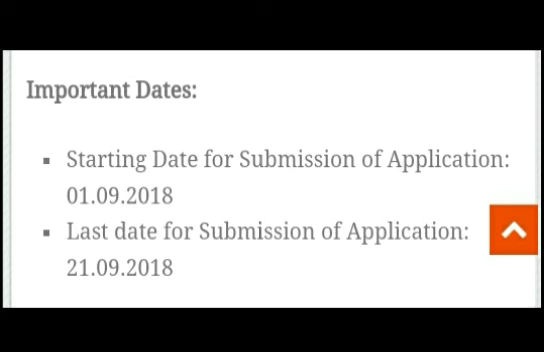 Important Dates:
Starting Date for Submission of Application:
01.09.2018
Last date for Submission of Application:
21.09.2018